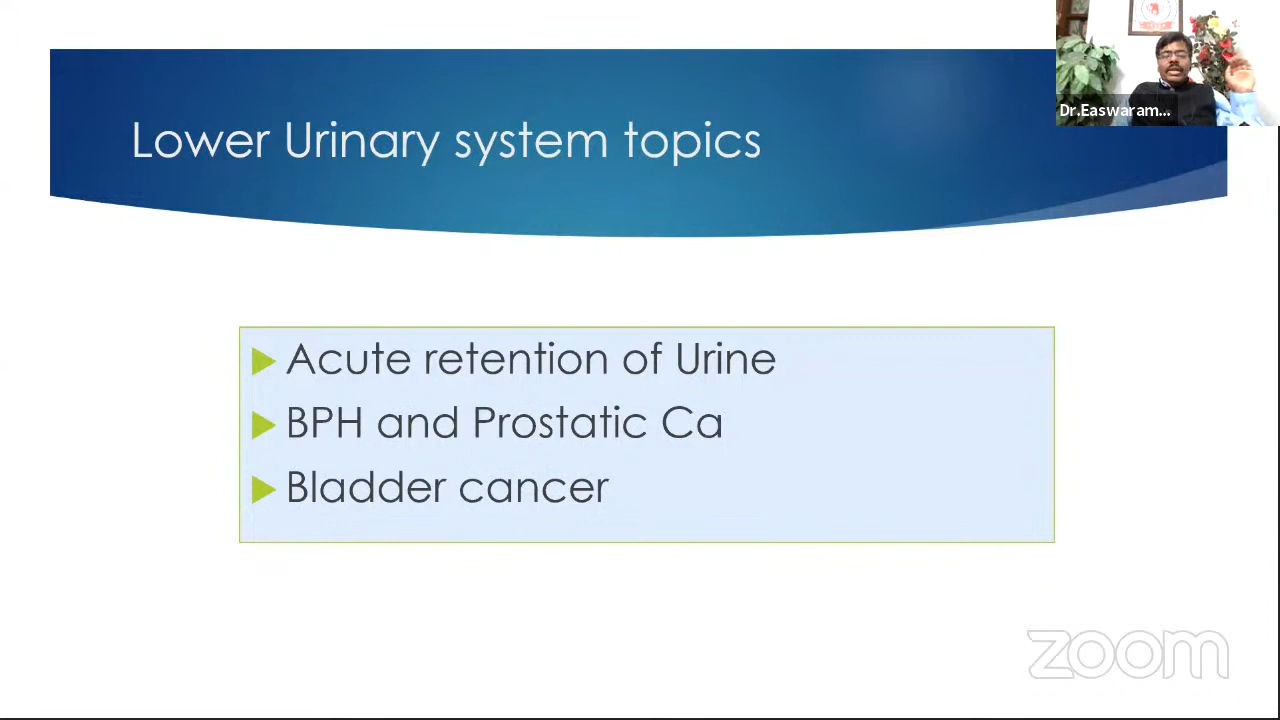 Lower Urinary system topics
Dr.Easwaram...
Acute retention of Urine
BPH and Prostatic Ca
Bladder cancer
zoom